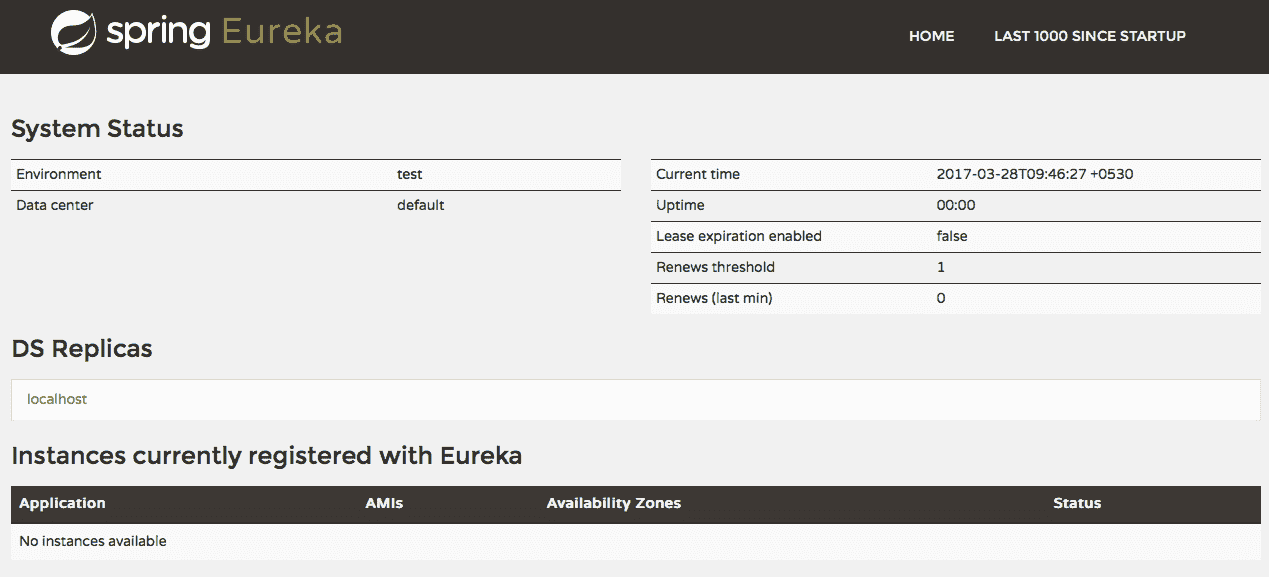 spring Eureka
HOME LAST 1000 SINCE STARTUP
System Status
Environment test
Data center default
Current time 2017-03-28T09:46:27 +0530
Uptime 00:00
Lease expiration enabled false
Renews threshold 1
Renews (last min) 0
DS Replicas
localhost
Instances currently registered with Eureka
Application AMIs Availability Zones Status
No instances available